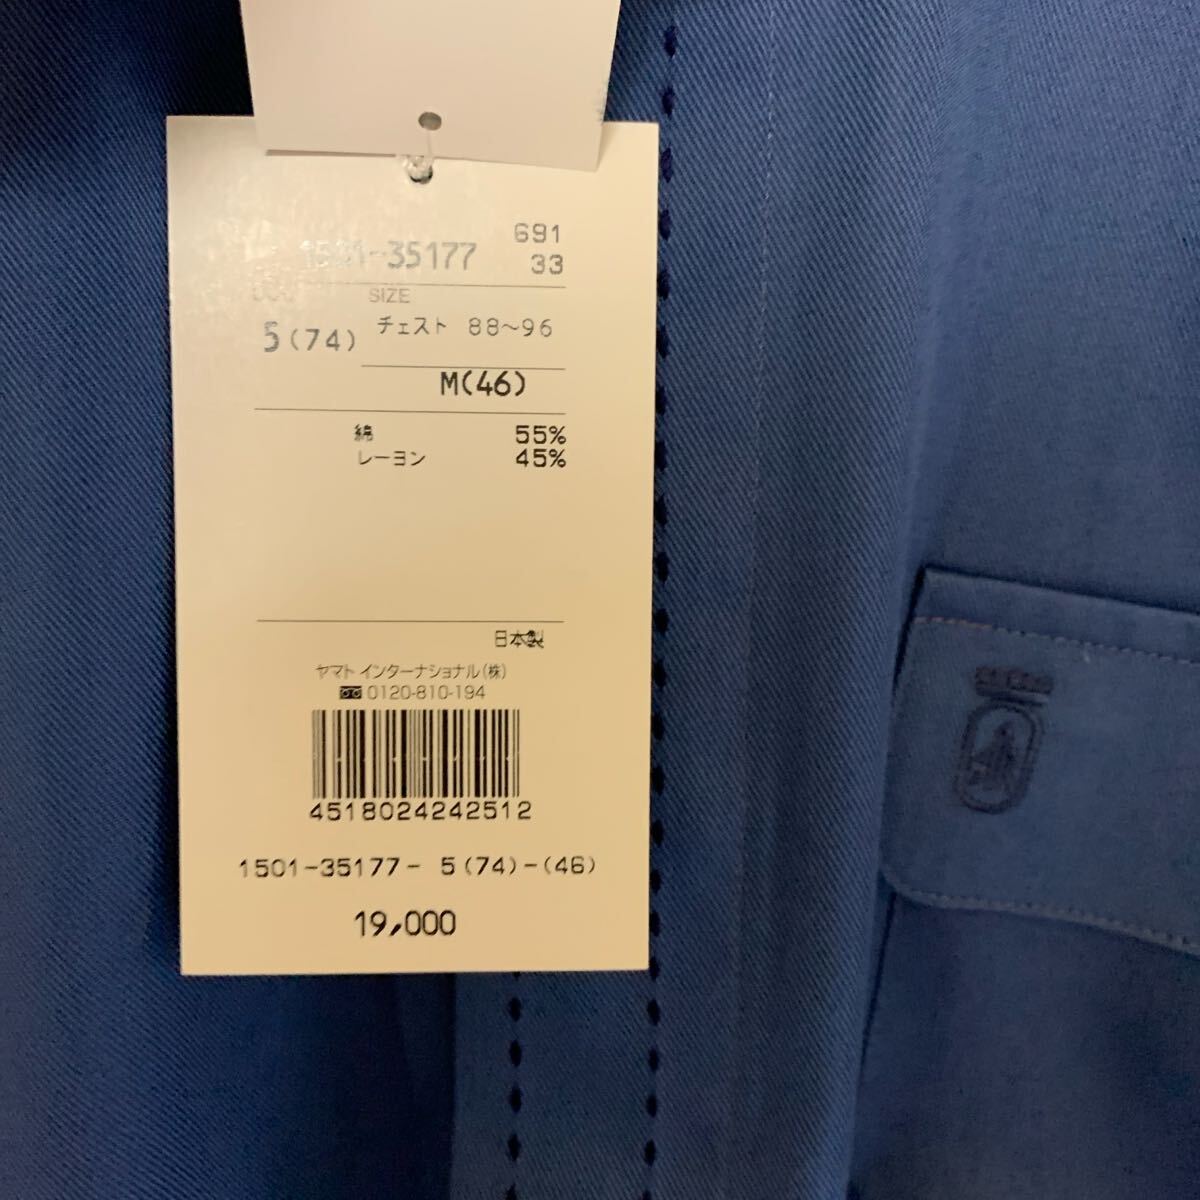 691
1501-35177 33
SIZE
5(74) チェスト 88〜96
M(46)
綿 55%
レーヨン 45%
日本製
ヤマト インターナショナル(株)
0120-810-194
4518024242512
1501-35177- 5(74)-(46)
19,000